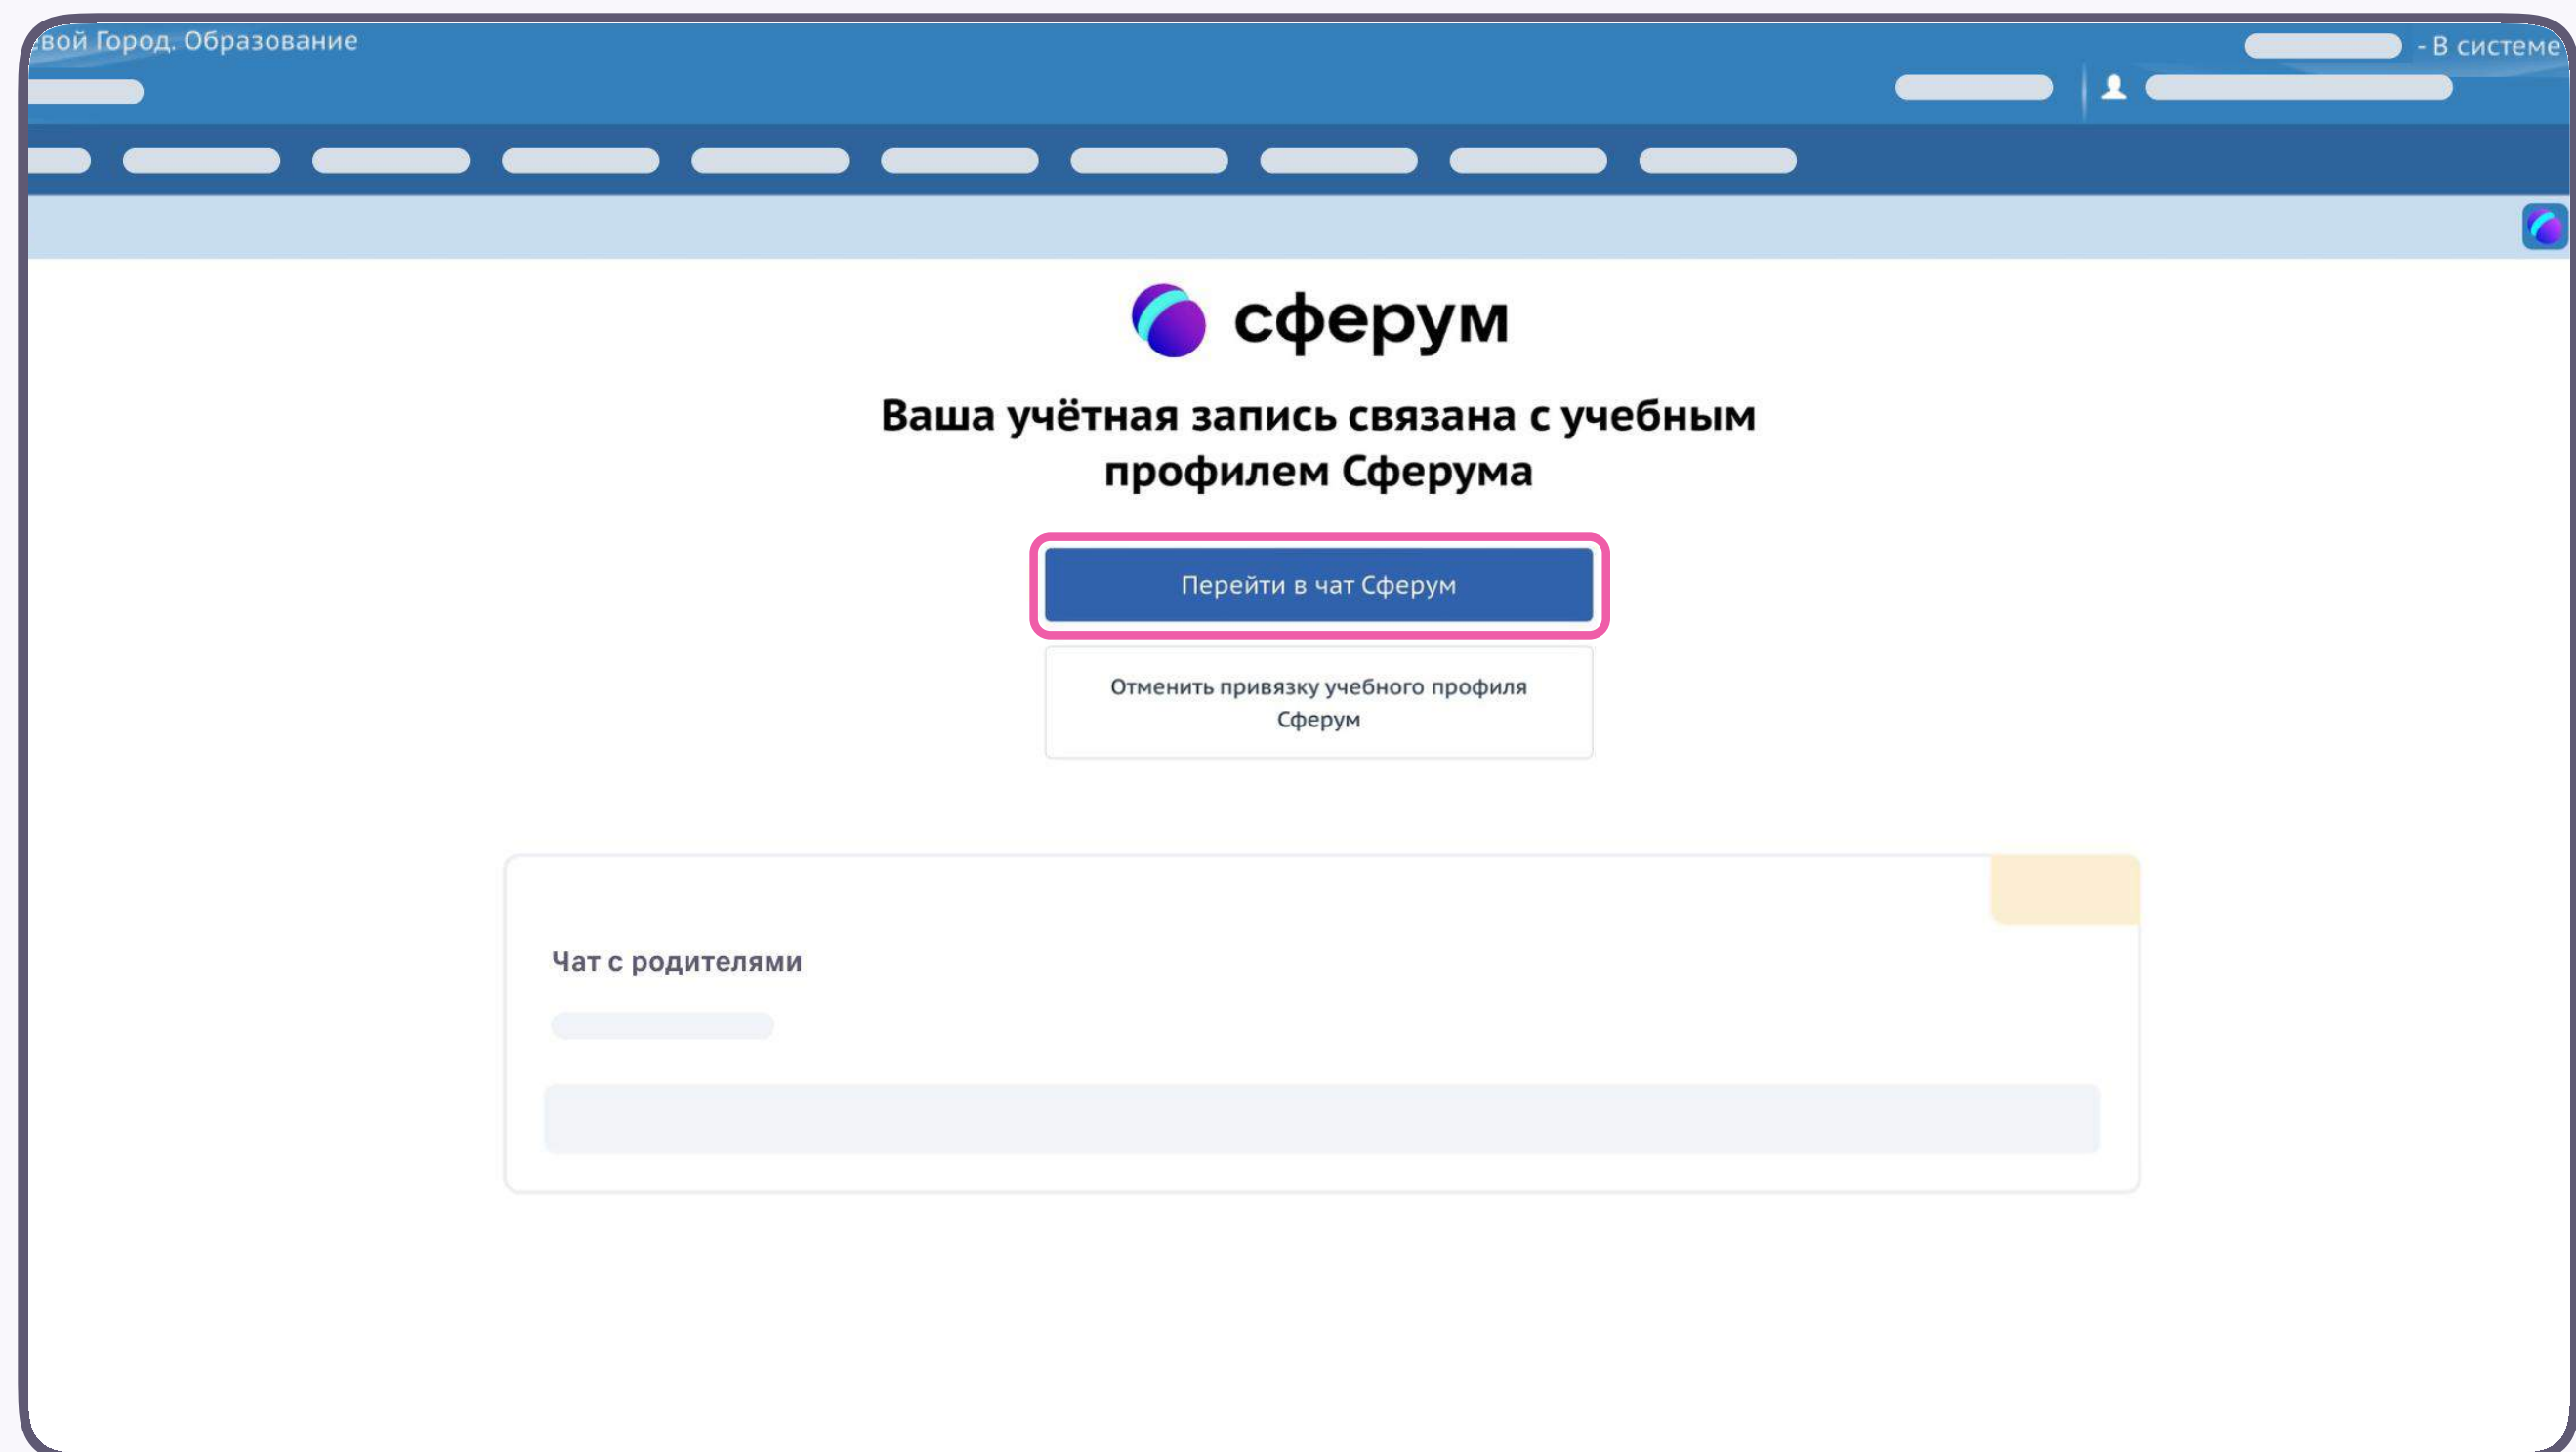 вой Город. Образование
- В системе
сферум
Ваша учётная запись связана с учебным
профилем Сферума
Перейти в чат Сферум
Отменить привязку учебного профиля
Сферум
Чат с родителями